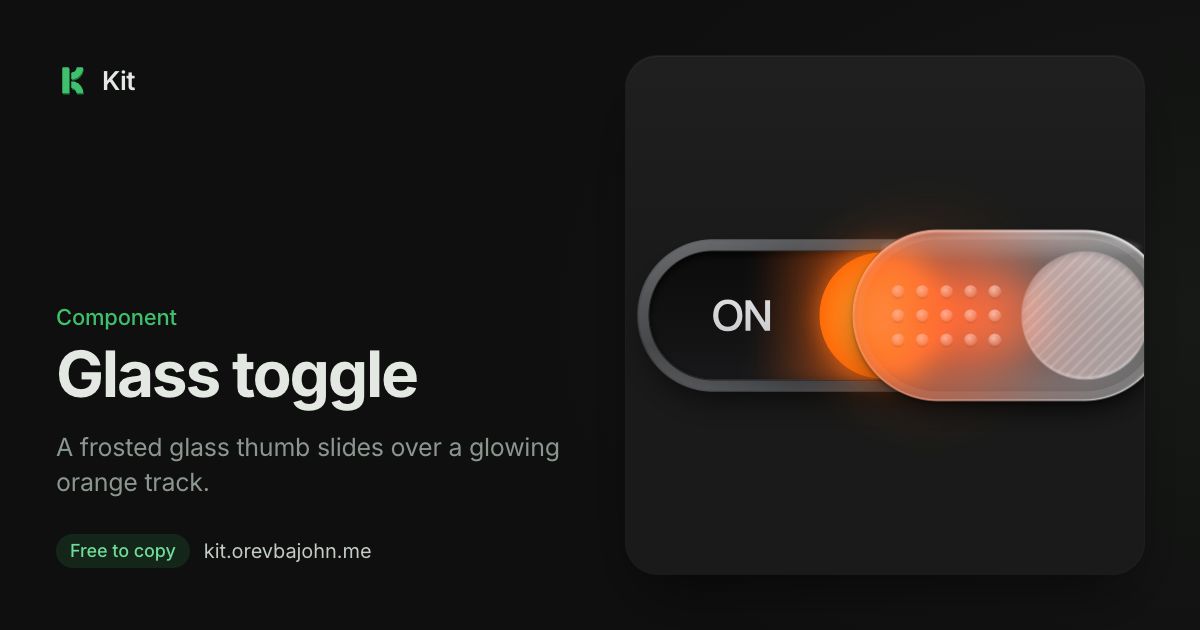 Kit
Component
Glass toggle
A frosted glass thumb slides over a glowing
orange track.
Free to copy
kit.orevbajohn.me
ON